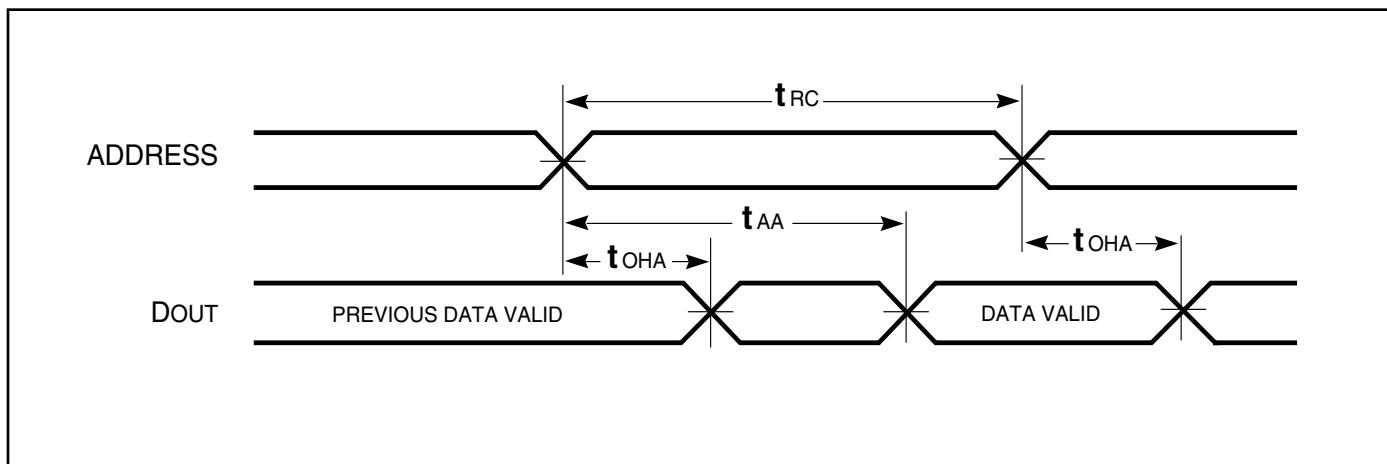 tRC
ADDRESS
tAA
tOHA
tOHA
DOUT
PREVIOUS DATA VALID
DATA VALID